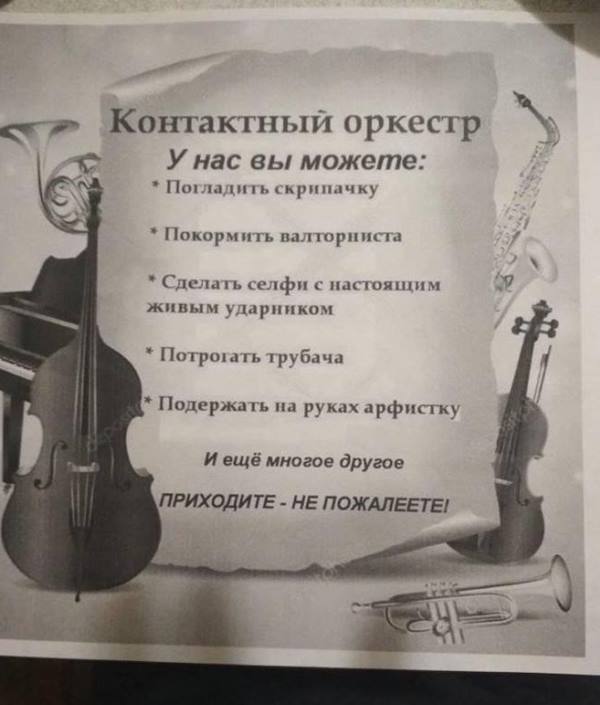 Контактный оркестр
У нас вы можете:
* Погладить скрипачку
* Покормить валторниста
* Сделать селфи с настоящим
живым ударником
* Потрогать трубача
* Подержать на руках арфистку
И ещё многое другое
ПРИХОДИТЕ - НЕ ПОЖАЛЕЕТЕ!